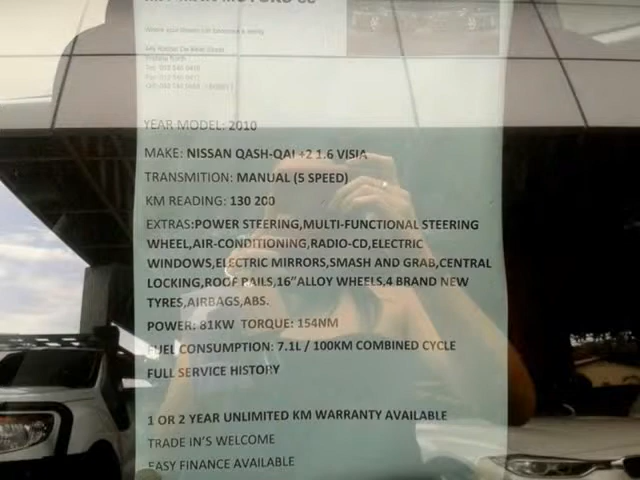 YEAR MODEL: 2010
MAKE: NISSAN QASH-QAI +2 1.6 VISIA
TRANSMITION: MANUAL (5 SPEED)
KM READING: 130 200
EXTRAS:POWER STEERING,MULTI-FUNCTIONAL STEERING
WHEEL,AIR-CONDITIONING,RADIO-CD,ELECTRIC
WINDOWS,ELECTRIC MIRRORS,SMASH AND GRAB,CENTRAL
LOCKING,ROOF RAILS,16"ALLOY WHEELS,4 BRAND NEW
TYRES,AIRBAGS,ABS.
POWER: 81KW TORQUE: 154NM
FUEL CONSUMPTION: 7.1L / 100KM COMBINED CYCLE
FULL SERVICE HISTORY
1 OR 2 YEAR UNLIMITED KM WARRANTY AVAILABLE
TRADE IN'S WELCOME
EASY FINANCE AVAILABLE